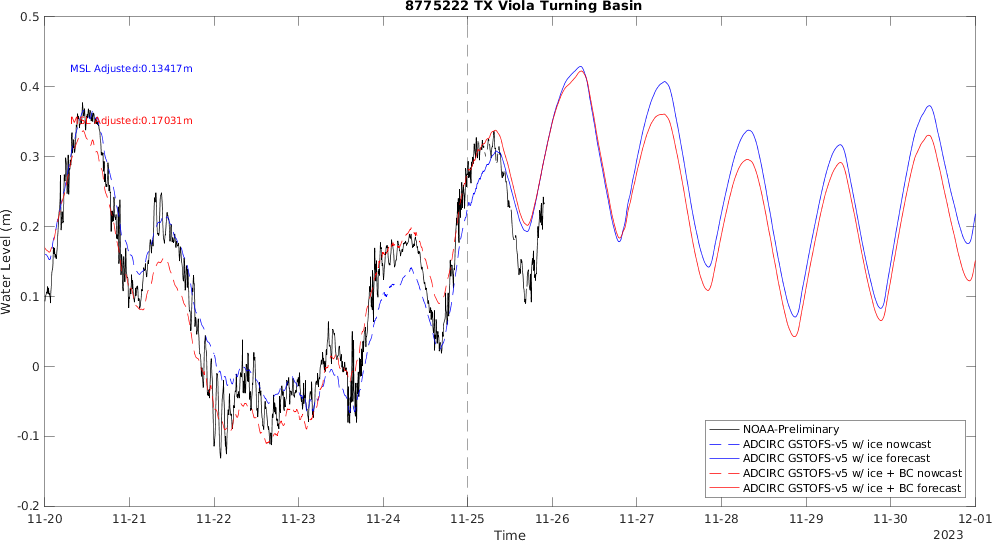 8775222 TX Viola Turning Basin
0.5
MSL Adjusted:0.13417m
0.4
MSL Adjusted:0.17031m
0.3
0.2
0.1
0
-0.1
-0.2
Water Level (m)
NOAA-Preliminary
ADCIRC GSTOFS-v5 w/ ice nowcast
ADCIRC GSTOFS-v5 w/ ice forecast
ADCIRC GSTOFS-v5 w/ ice + BC nowcast
ADCIRC GSTOFS-v5 w/ ice + BC forecast
11-20 11-21 11-22 11-23 11-24 11-25 11-26 11-27 11-28 11-29 11-30 12-01
Time
2023